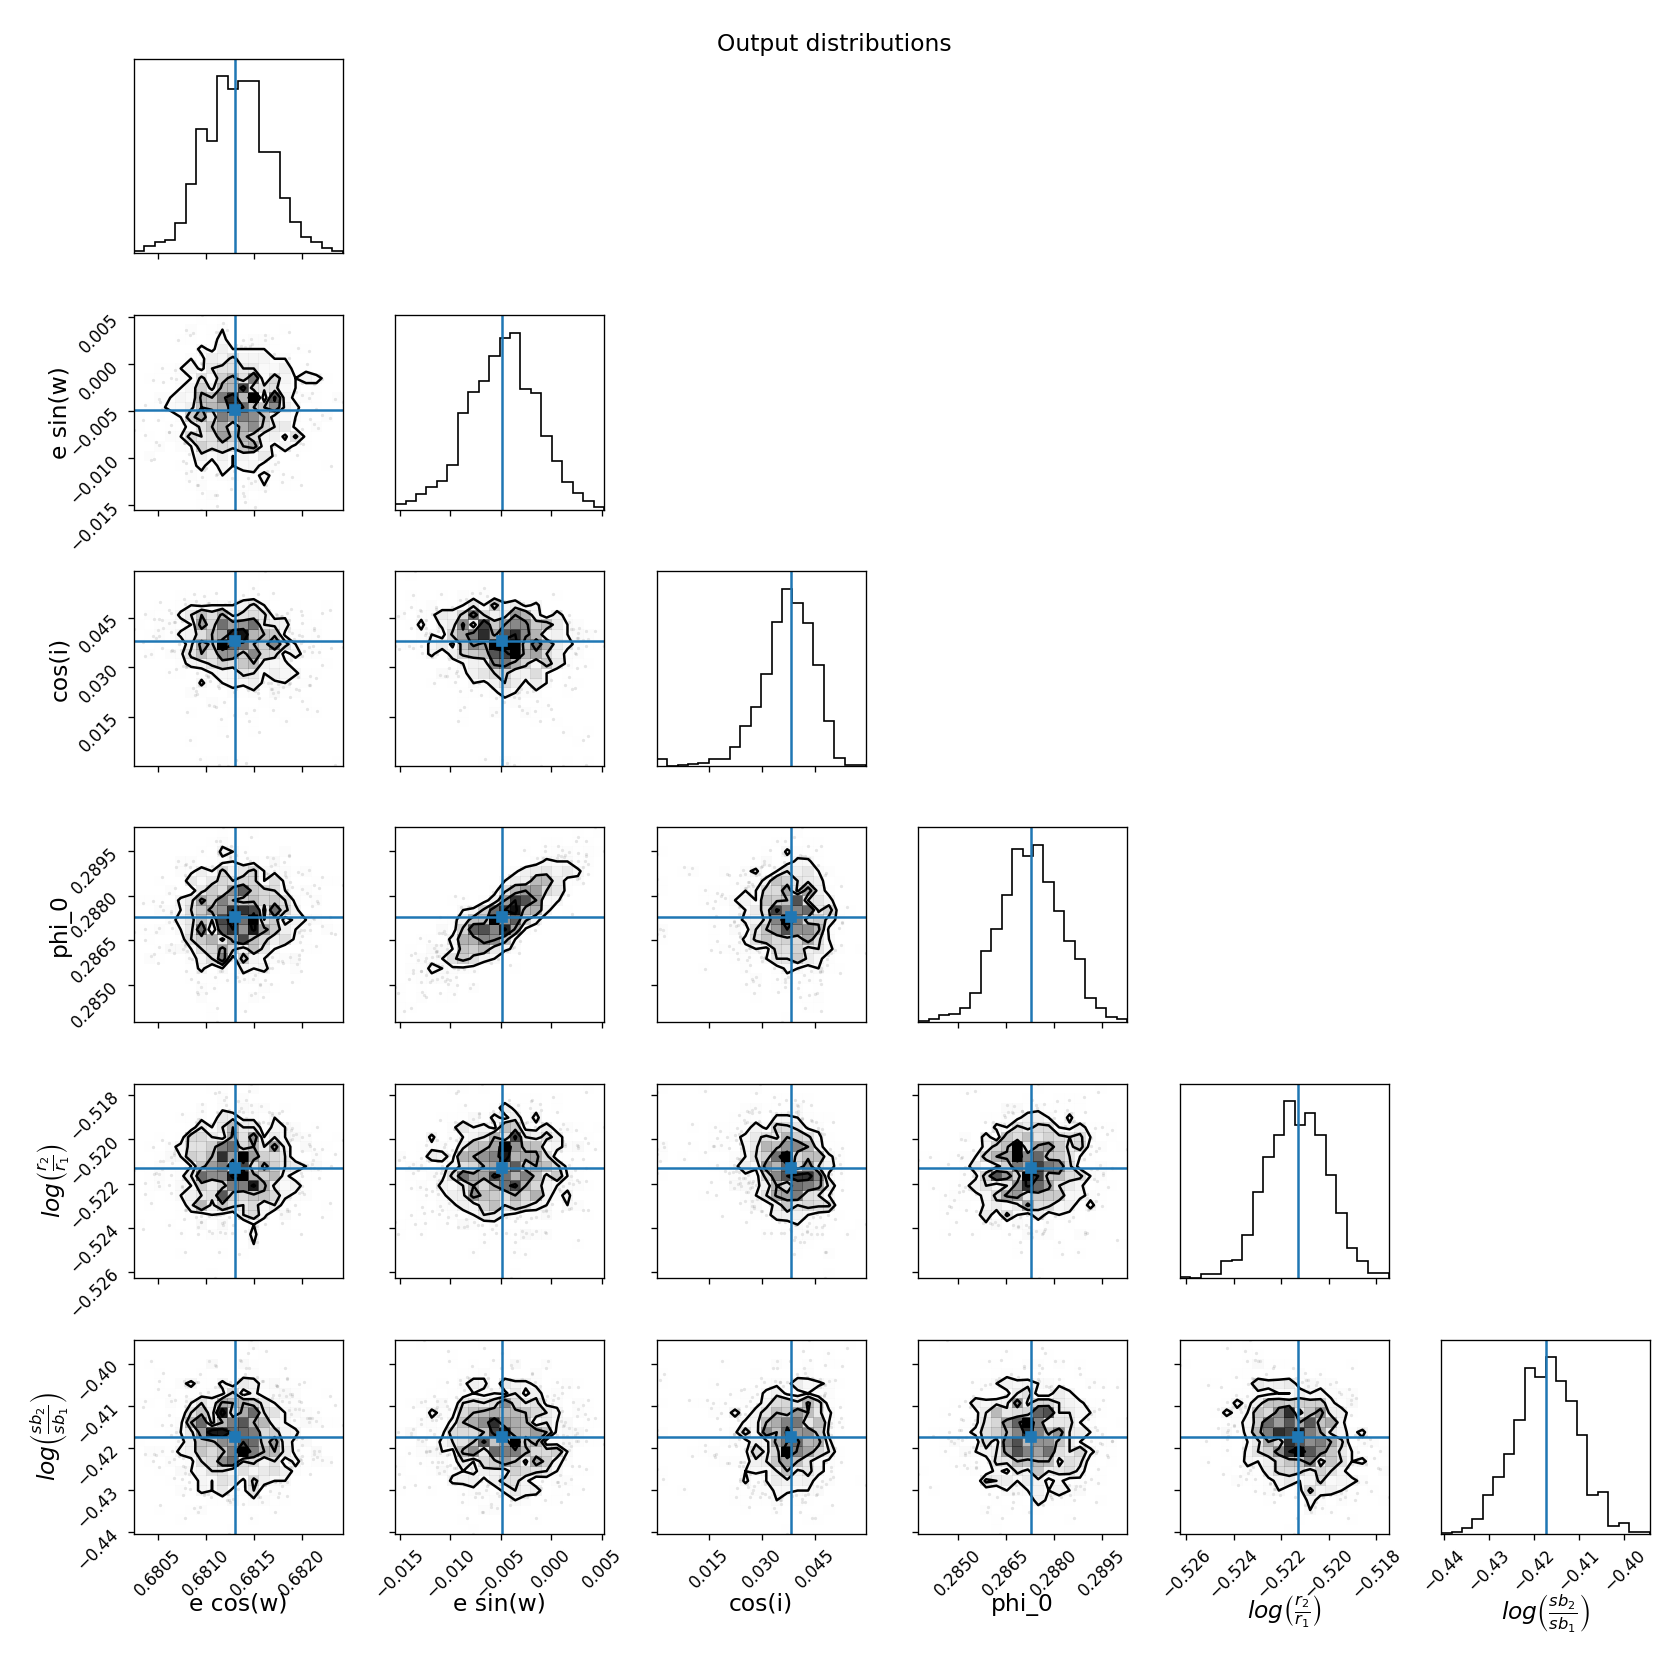 Output distributions
e sin(w)
0.005
0.000
−0.005
−0.010
−0.015
cos(i)
0.045
0.030
0.015
phi_0
0.2895
0.2880
0.2865
0.2850
log(r2/r1)
−0.518
−0.520
−0.522
−0.524
−0.526
log(sb2/sb1)
−0.40
−0.41
−0.42
−0.43
−0.44
0.6805 0.6810 0.6815 0.6820
−0.015 −0.010 −0.005 0.000 0.005
0.015 0.030 0.045
0.2850 0.2865 0.2880 0.2895
−0.526 −0.524 −0.522 −0.520 −0.518
−0.44 −0.43 −0.42 −0.41 −0.40
e cos(w) e sin(w) cos(i) phi_0 log(r2/r1) log(sb2/sb1)